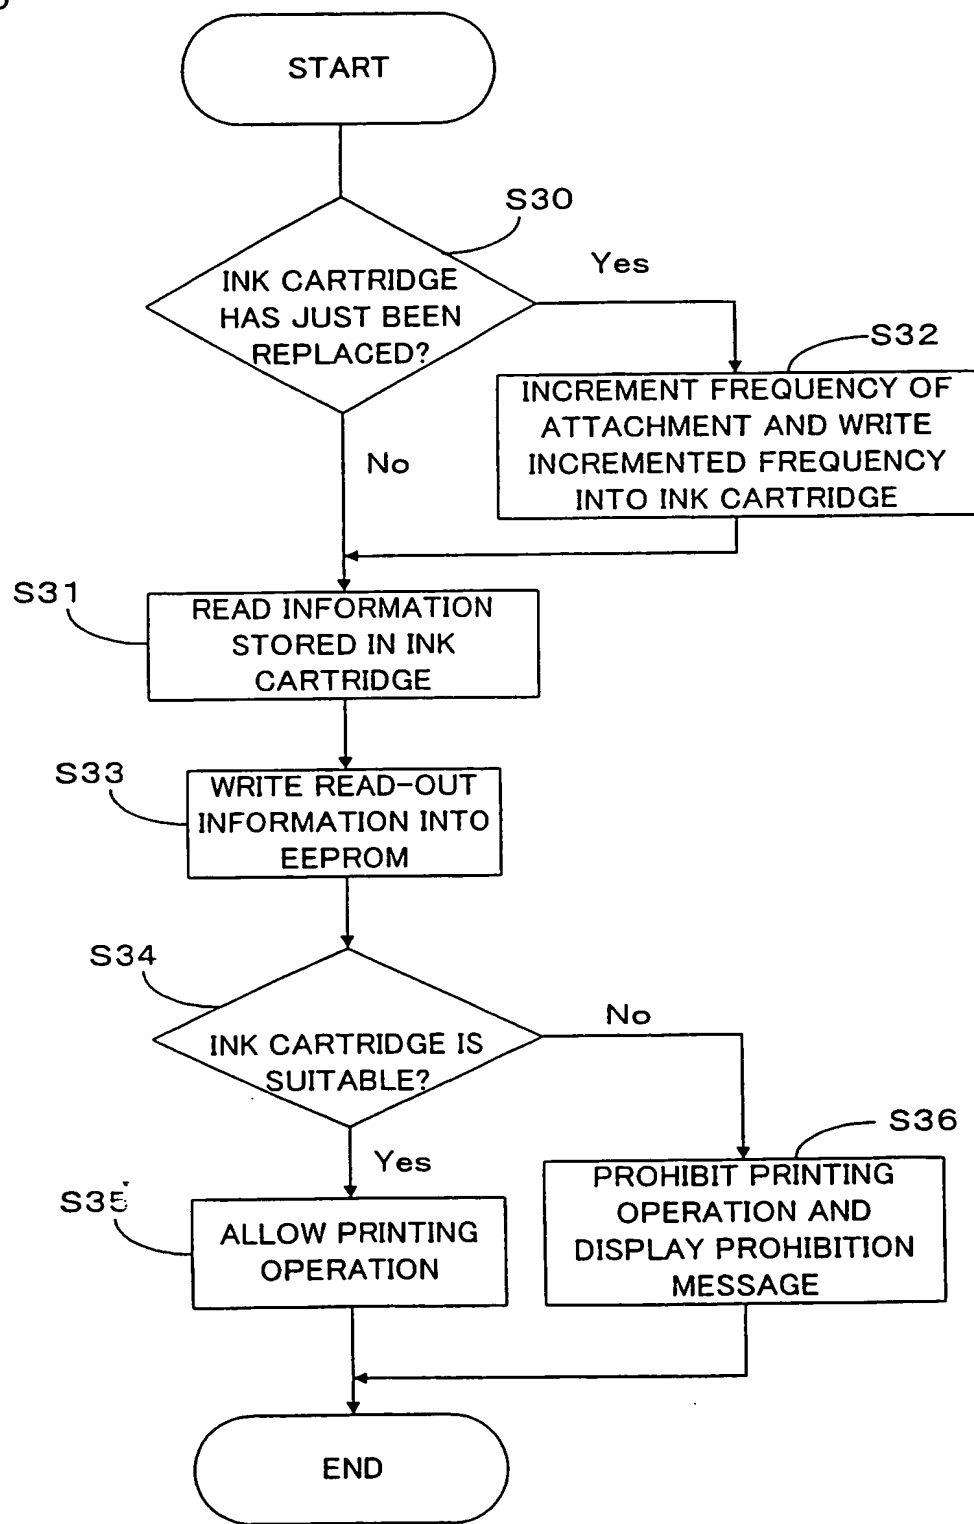 START
S30
INK CARTRIDGE
HAS JUST BEEN
REPLACED?
Yes
No
S32
INCREMENT FREQUENCY OF
ATTACHMENT AND WRITE
INCREMENTED FREQUENCY
INTO INK CARTRIDGE
S31
READ INFORMATION
STORED IN INK
CARTRIDGE
S33
WRITE READ-OUT
INFORMATION INTO
EEPROM
S34
INK CARTRIDGE IS
SUITABLE?
No
Yes
S35
ALLOW PRINTING
OPERATION
S36
PROHIBIT PRINTING
OPERATION AND
DISPLAY PROHIBITION
MESSAGE
END